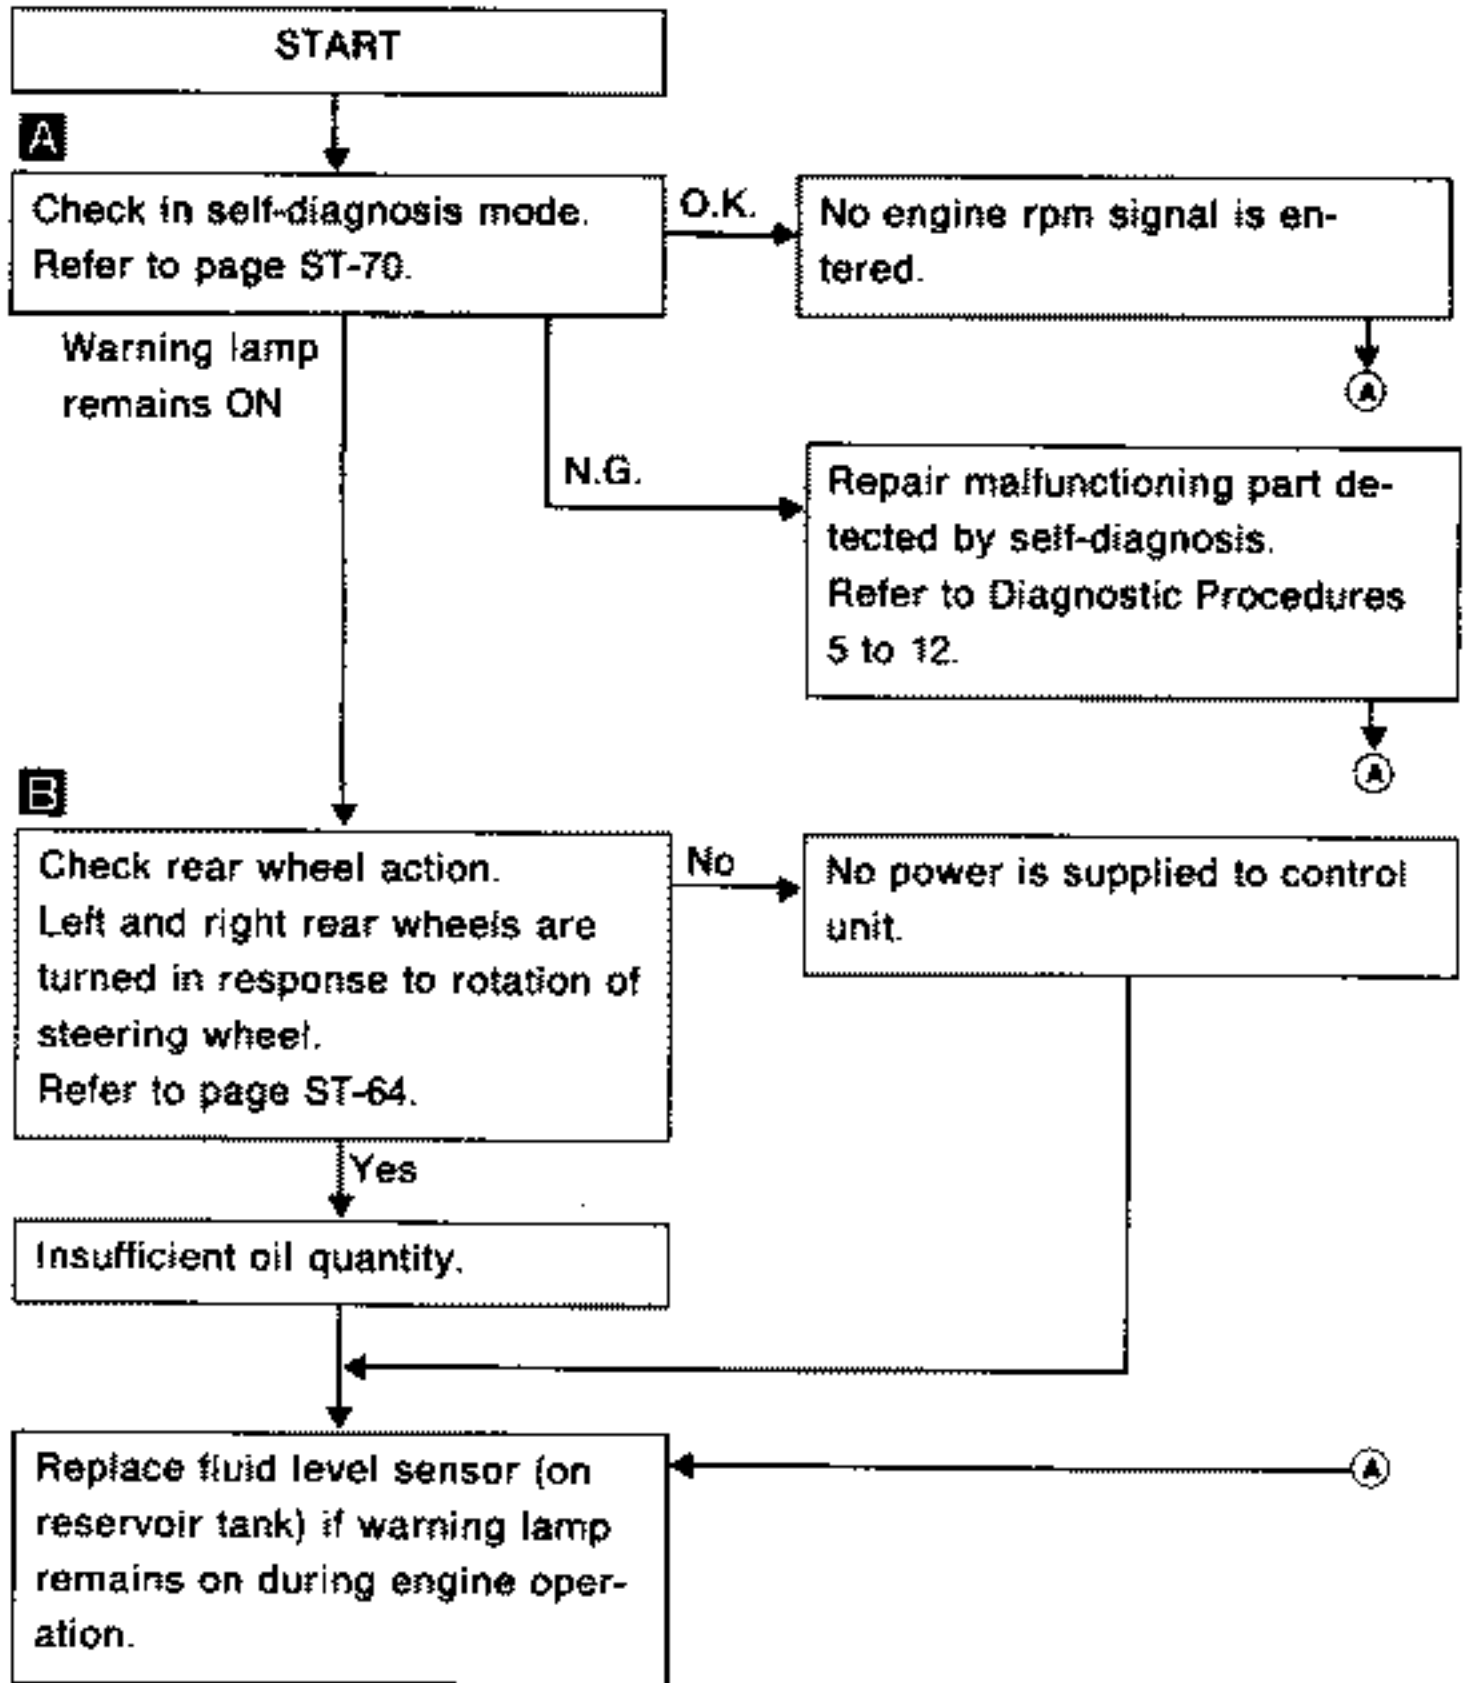 START
A
Check in self-diagnosis mode.
Refer to page ST-70.
O.K.
No engine rpm signal is en-
tered.
A
Warning lamp
remains ON
N.G.
Repair malfunctioning part de-
tected by self-diagnosis.
Refer to Diagnostic Procedures
5 to 12.
A
B
Check rear wheel action.
Left and right rear wheels are
turned in response to rotation of
steering wheel.
Refer to page ST-64.
No
No power is supplied to control
unit.
Yes
Insufficient oil quantity.
Replace fluid level sensor (on
reservoir tank) if warning lamp
remains on during engine oper-
ation.
A